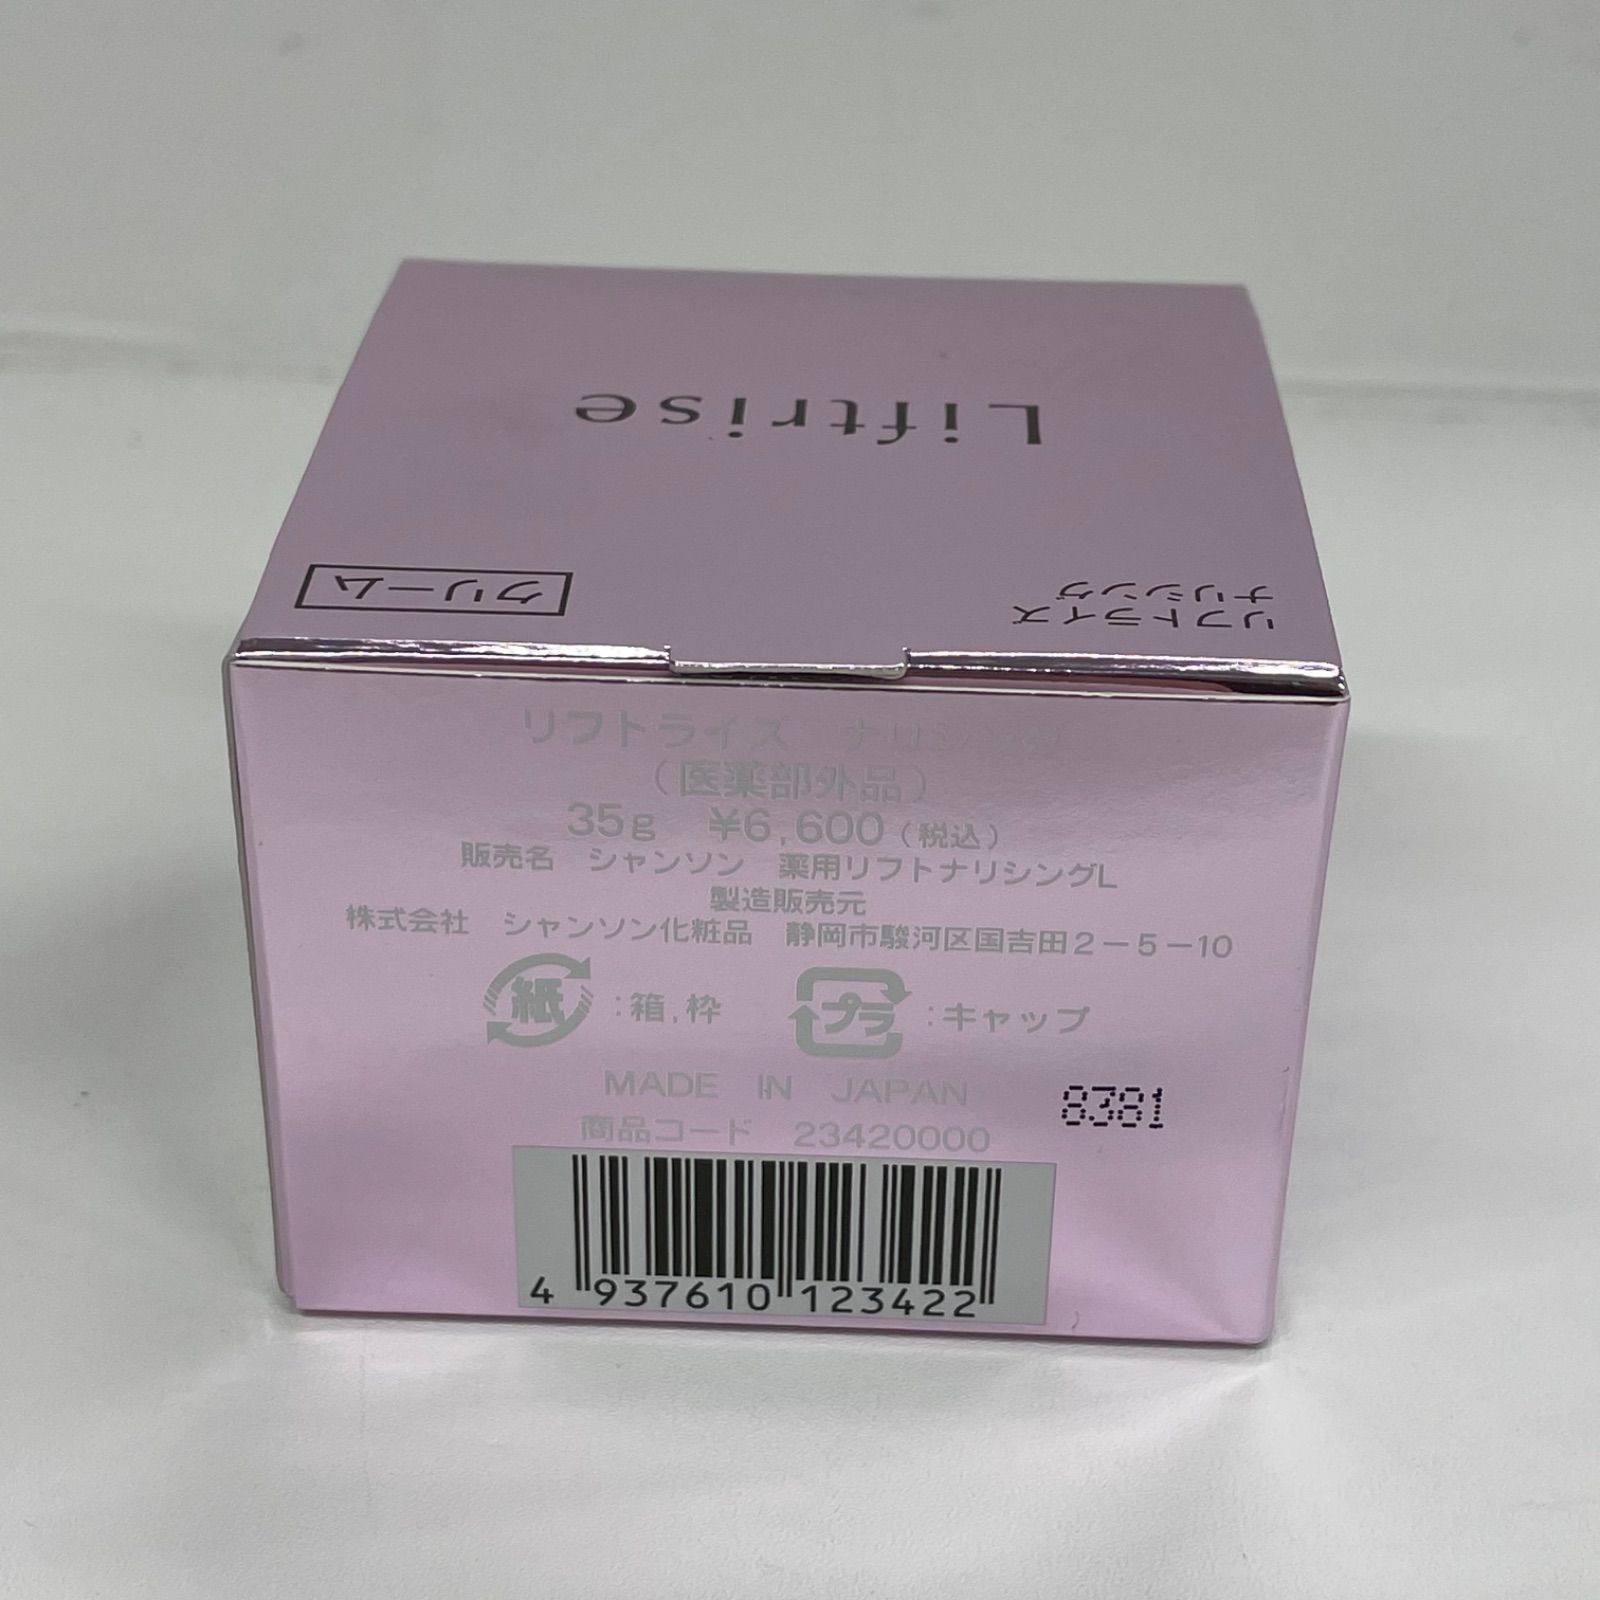 Liftrise
リフトライズ
ナリシング
クリーム
リフトライズ ナリシング
（医薬部外品）
35g ¥6,600（税込）
販売名 シャンソン 薬用リフトナリシングL
製造販売元
株式会社 シャンソン化粧品 静岡市駿河区国吉田2-5-10
紙 :箱,枠 プラ :キャップ
MADE IN JAPAN
8381
商品コード 23420000
4 937610 123422